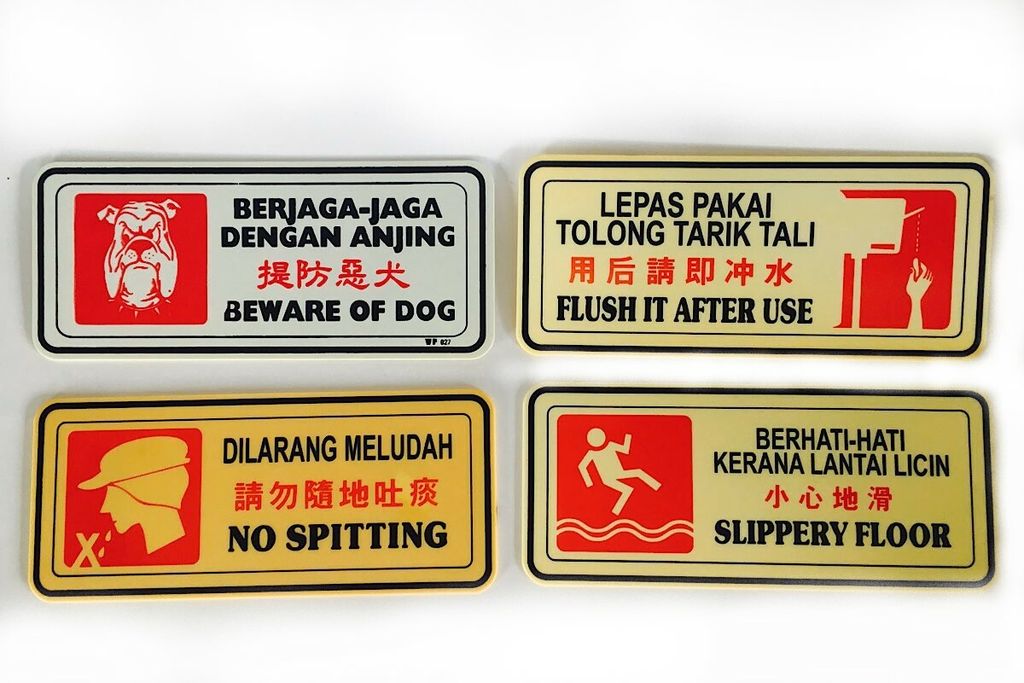 BERJAGA-JAGA
DENGAN ANJING
提防惡犬
BEWARE OF DOG
WP 027
LEPAS PAKAI
TOLONG TARIK TALI
用后請即冲水
FLUSH IT AFTER USE
DILARANG MELUDAH
請勿隨地吐痰
NO SPITTING
X
BERHATI-HATI
KERANA LANTAI LICIN
小心地滑
SLIPPERY FLOOR